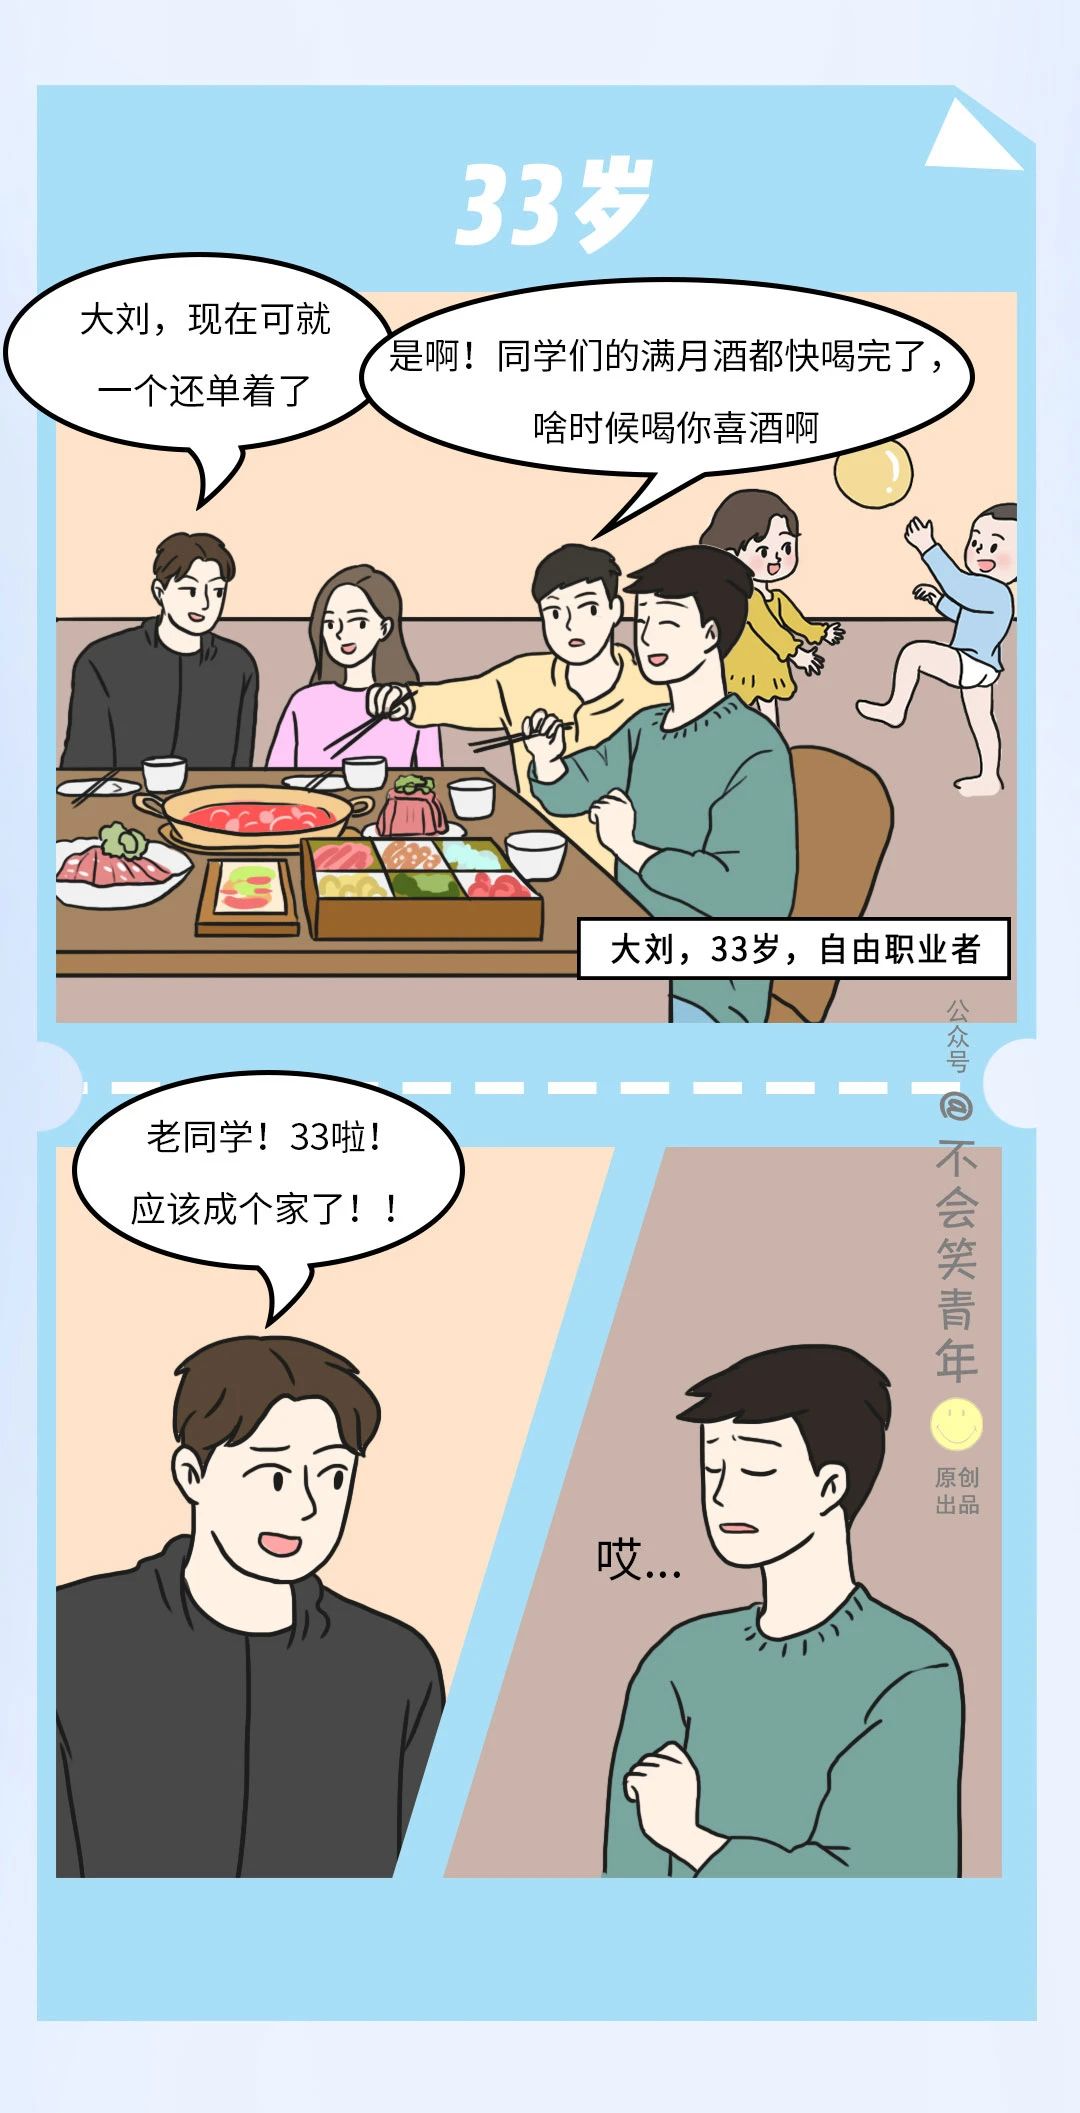 33岁
大刘，现在可就
一个还单着了
是啊！同学们的满月酒都快喝完了，
啥时候喝你喜酒啊
大刘，33岁，自由职业者
公众号
@不会笑青年
原创
出品
老同学！33啦！
应该成个家了！！
哎...